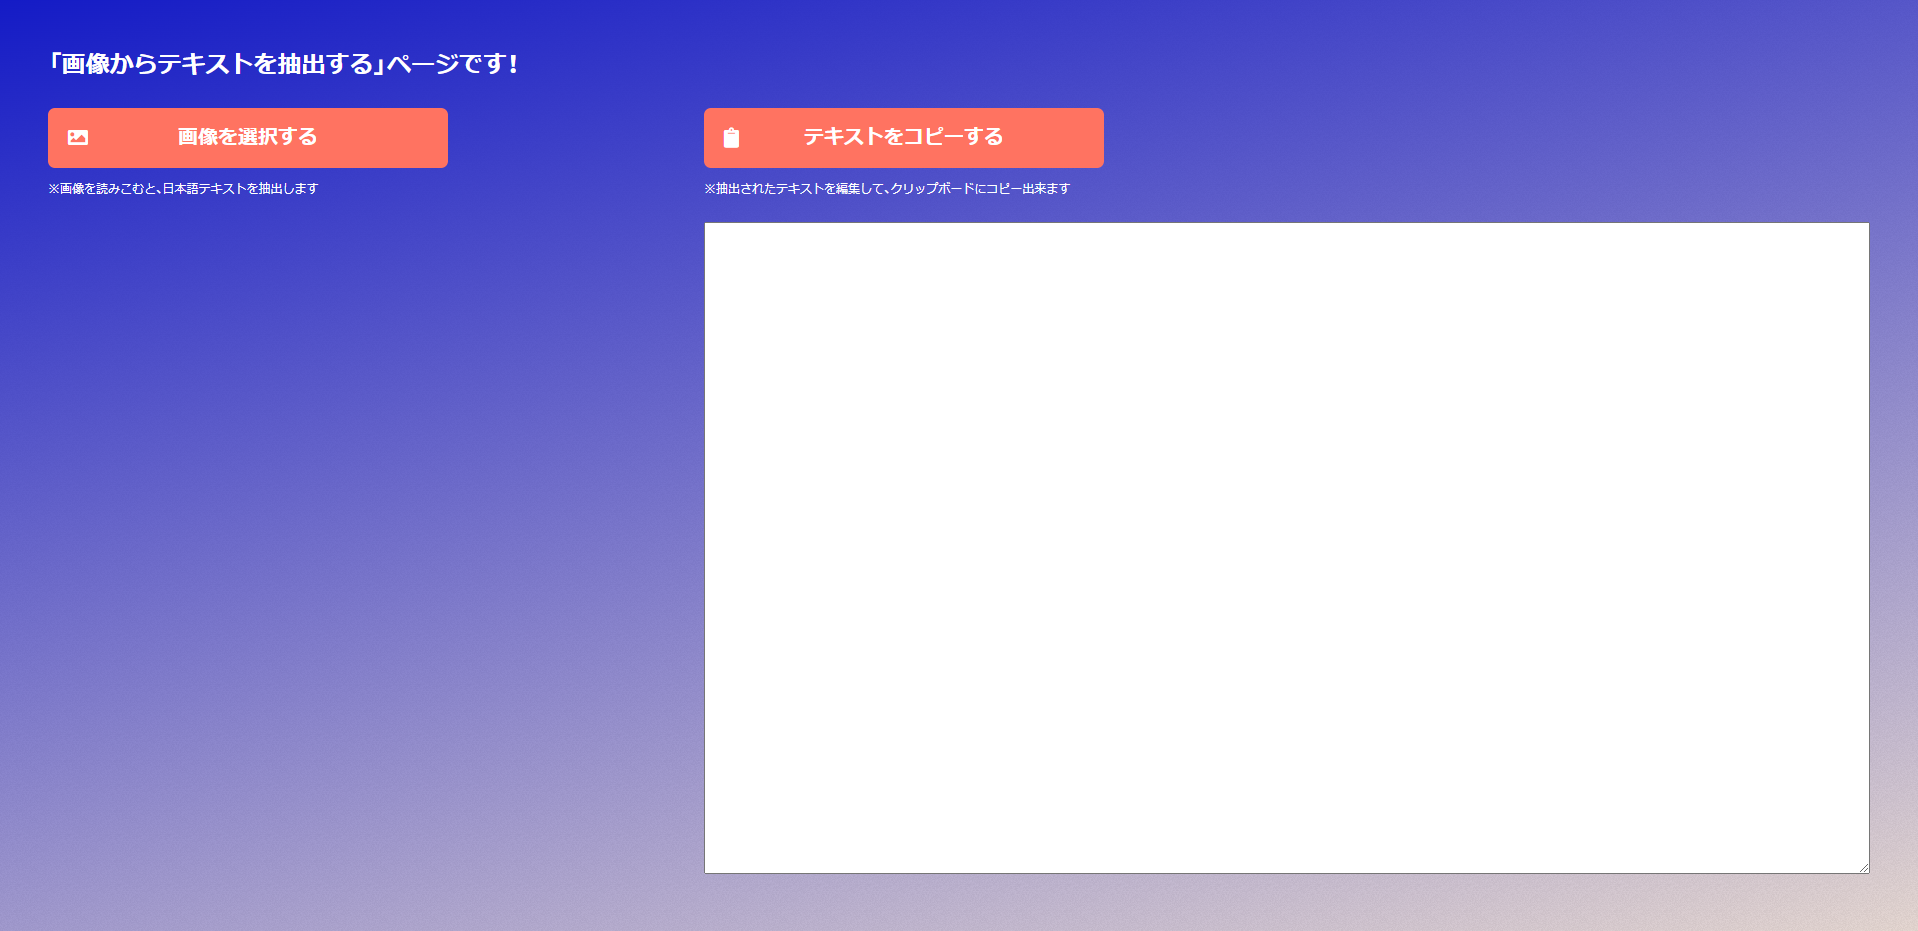 「画像からテキストを抽出する」ページです！
画像を選択する
※画像を読みこむと、日本語テキストを抽出します
テキストをコピーする
※抽出されたテキストを編集して、クリップボードにコピー出来ます